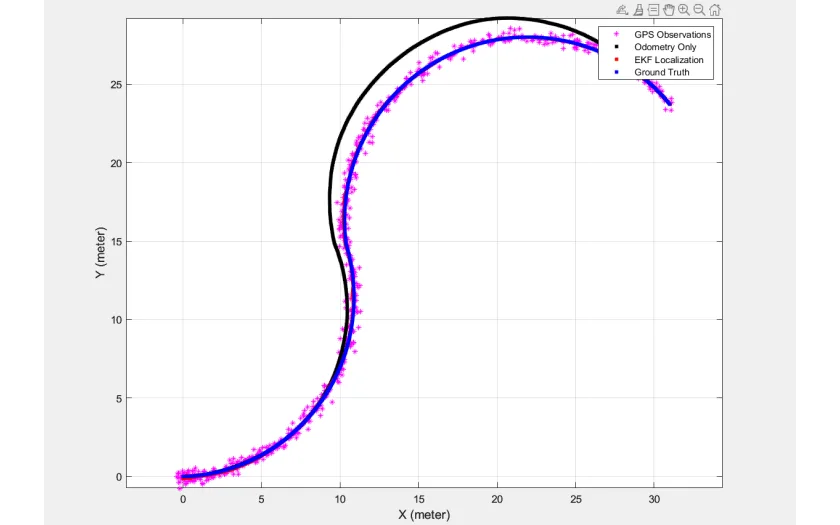 GPS Observations
Odometry Only
EKF Localization
Ground Truth
25
20
15
10
5
0
Y (meter)
0 5 10 15 20 25 30
X (meter)